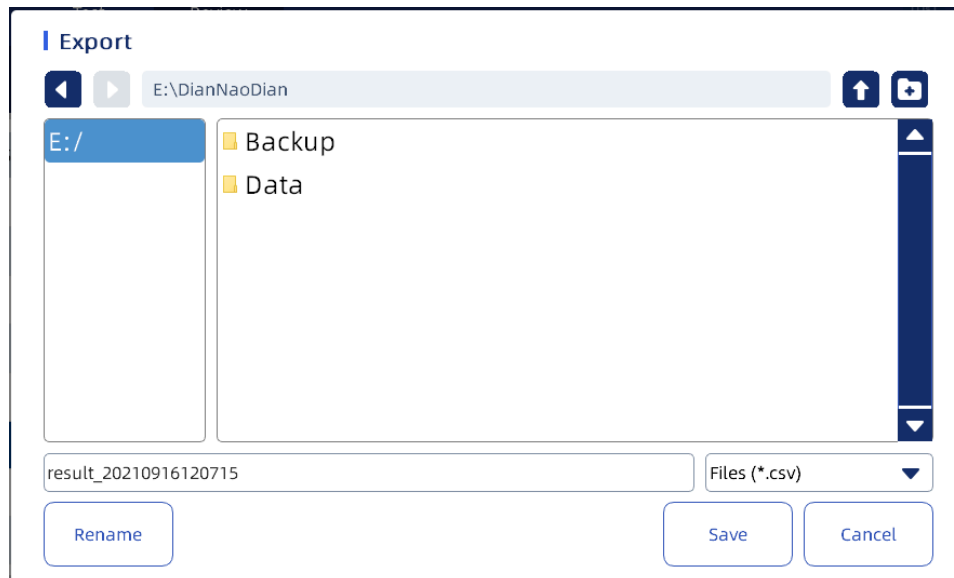 Export
E:\DianNaoDian
E:/
Backup
Data
result_20210916120715
Files (*.csv)
Rename
Save
Cancel